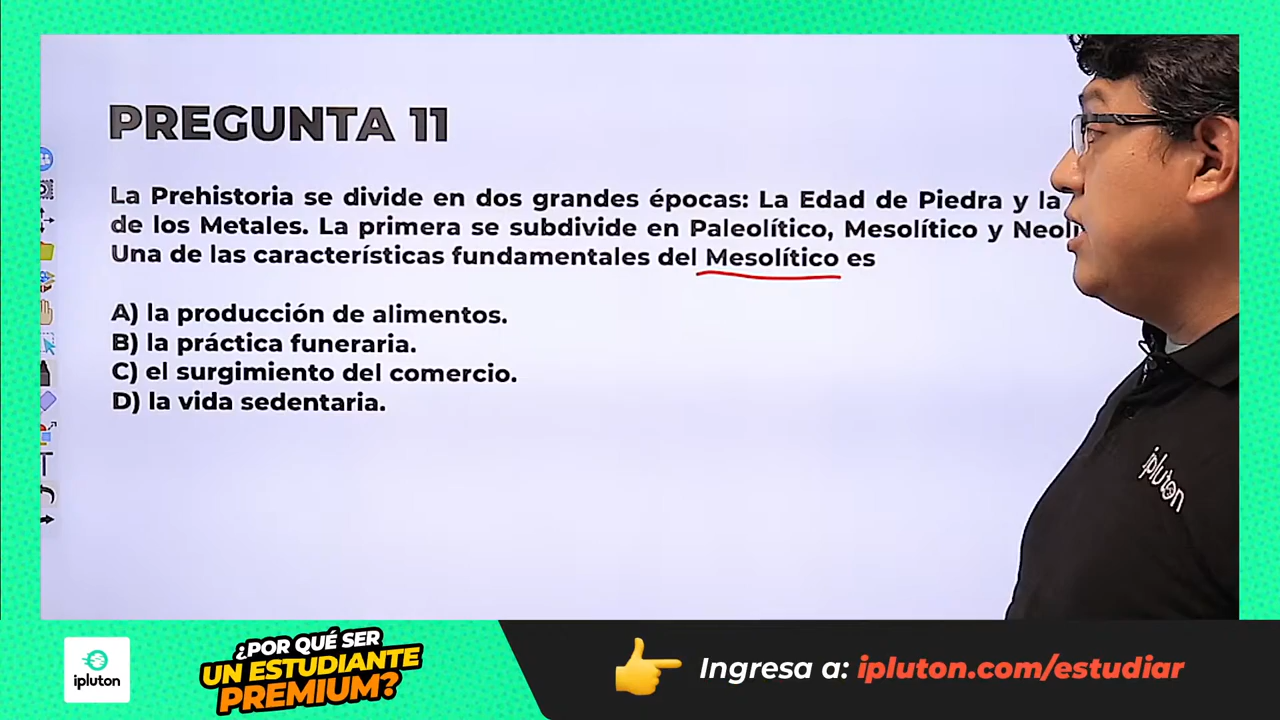 PREGUNTA 11
La Prehistoria se divide en dos grandes épocas: La Edad de Piedra y la
de los Metales. La primera se subdivide en Paleolítico, Mesolítico y
Una de las características fundamentales del Mesolítico es
A) la producción de alimentos.
B) la práctica funeraria.
C) el surgimiento del comercio.
D) la vida sedentaria.
ipluton
ipluton
¿POR QUÉ SER
UN ESTUDIANTE
PREMIUM?
Ingresa a: ipluton.com/estudiar